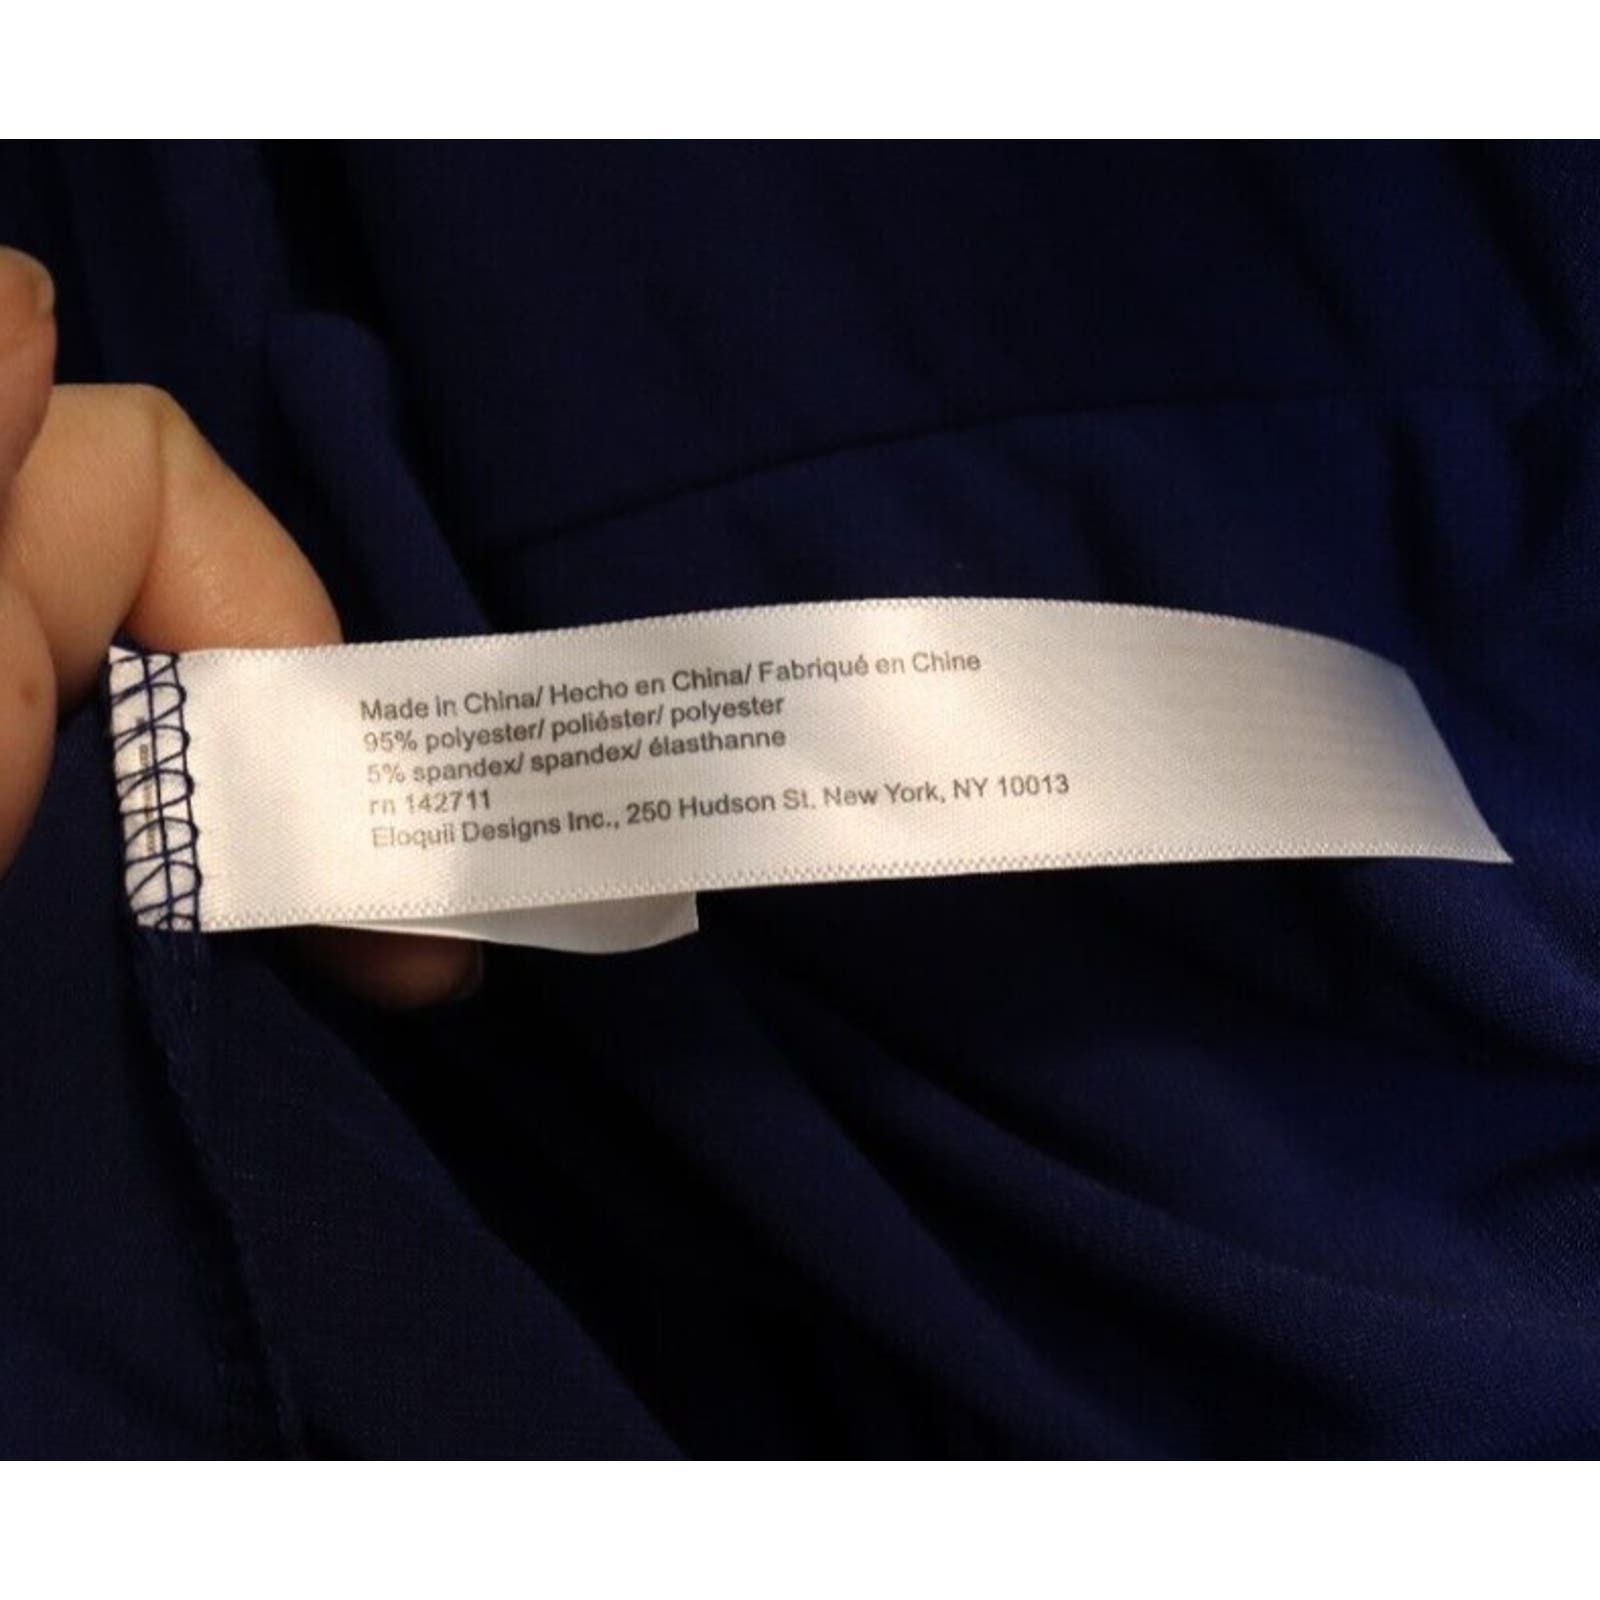 Made in China/ Hecho en China/ Fabriqué en Chine
95% polyester/ poliéster/ polyester
5% spandex/ spandex/ élasthanne
rn 142711
Eloquii Designs Inc., 250 Hudson St. New York, NY 10013